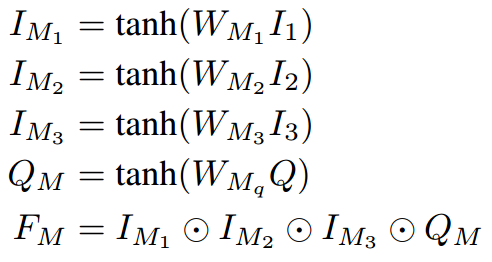 I_{M_1} = tanh(W_{M_1} I_1)
I_{M_2} = tanh(W_{M_2} I_2)
I_{M_3} = tanh(W_{M_3} I_3)
Q_M = tanh(W_{M_q} Q)
F_M = I_{M_1} ⊙ I_{M_2} ⊙ I_{M_3} ⊙ Q_M